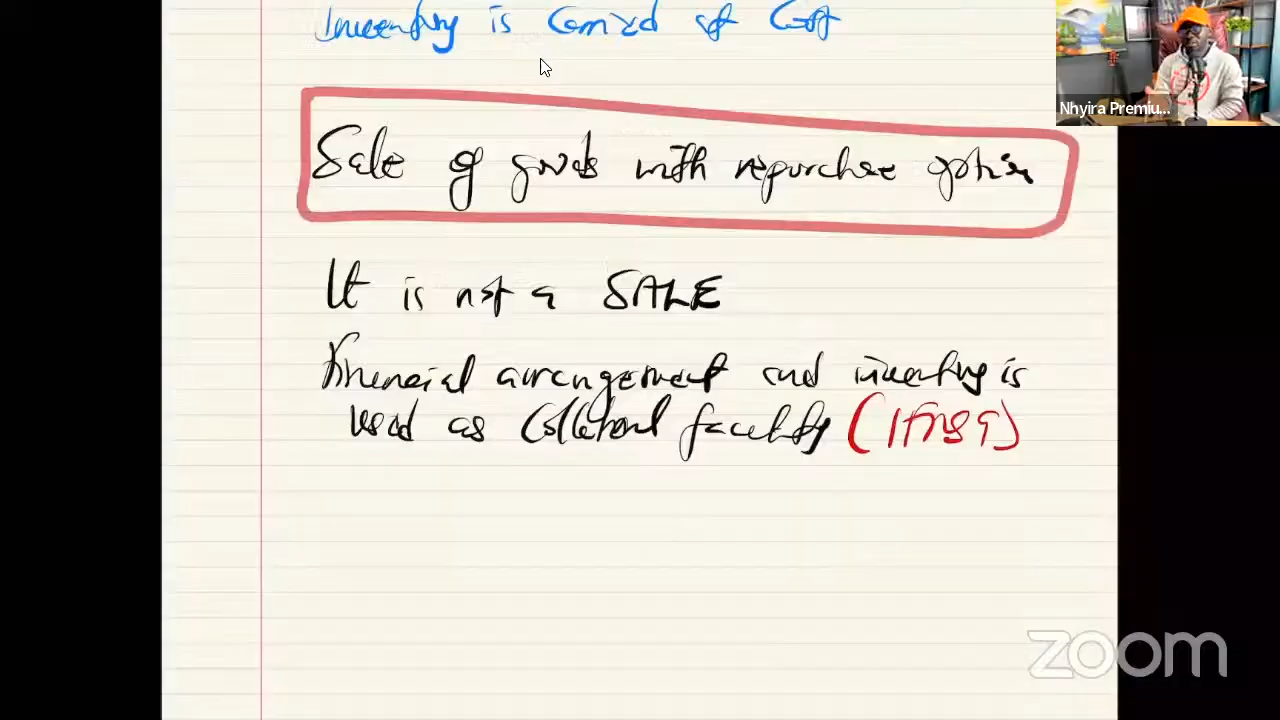 Inventory is carried at Cost
Nhyira Premiu...
Sale of goods with repurchase option
It is not a SALE
Financial arrangement and inventory is
used as Collateral facility (IFRS 9)
zoom